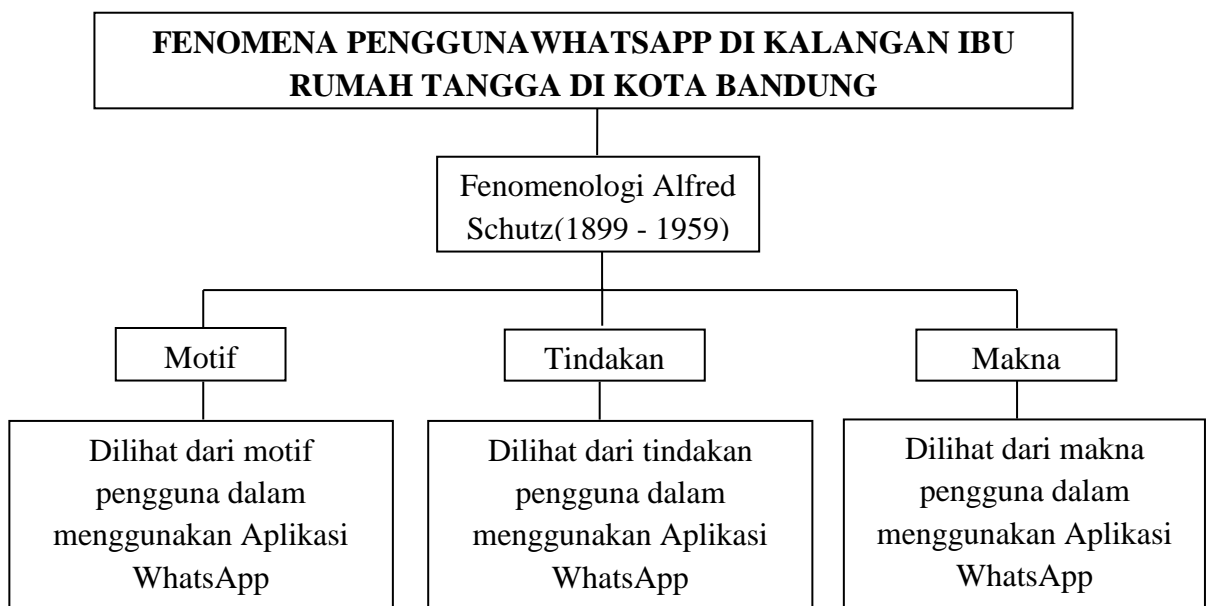 FENOMENA PENGGUNAWHATSAPP DI KALANGAN IBU
RUMAH TANGGA DI KOTA BANDUNG
Fenomenologi Alfred
Schutz(1899 - 1959)
Motif
Tindakan
Makna
Dilihat dari motif
pengguna dalam
menggunakan Aplikasi
WhatsApp
Dilihat dari tindakan
pengguna dalam
menggunakan Aplikasi
WhatsApp
Dilihat dari makna
pengguna dalam
menggunakan Aplikasi
WhatsApp